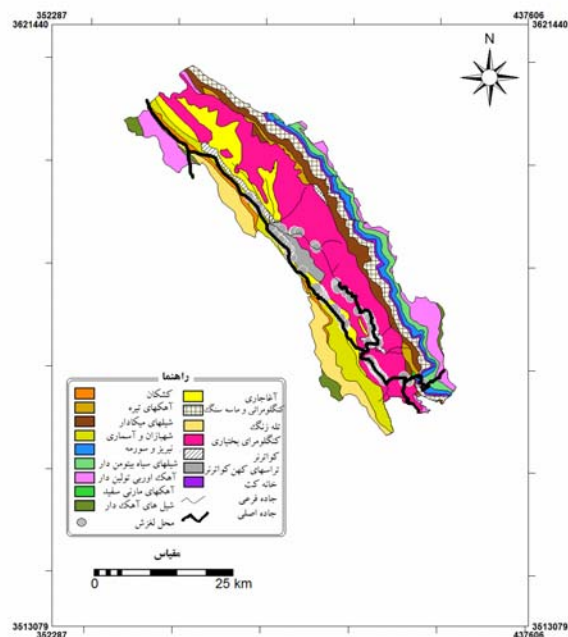 352287
437606
3621440
3621440
N
راهنما
کشکان
آهکهای تیره
شیلهای میکادار
شهبازان و آسماری
نیریز و سورمه
شیلهای سیاه بیتومن دار
آهک اوربی تولین دار
آهکهای مارنی سفید
شیل های آهک دار
محل لغزش
آغاجاری
کنگلومرائی و ماسه سنگ
تله زنگ
کنگلومرای بختیاری
کواترنر
تراسهای کهن کواترنر
خانه کت
جاده فرعی
جاده اصلی
مقیاس
0
25 km
3513079
3513079
352287
437606